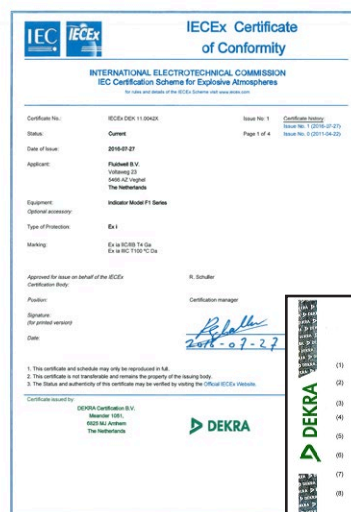 IEC IECEx
IECEx Certificate
of Conformity
INTERNATIONAL ELECTROTECHNICAL COMMISSION
IEC Certification Scheme for Explosive Atmospheres
for rules and details of the IECEx Scheme visit www.iecex.com
Certificate No.: IECEx DEK 11.0042X Issue No: 1 Certificate history:
Issue No. 1 (2016-07-27)
Status: Current Page 1 of 4 Issue No. 0 (2011-04-22)
Date of Issue: 2016-07-27
Applicant: Fluidwell B.V.
Voltaweg 23
5466 AZ Veghel
The Netherlands
Equipment: Indicator Model F1 Series
Optional accessory:
Type of Protection: Ex i
Marking: Ex ia IIC/IIB T4 Ga
Ex ia IIIC T100 °C Da
Approved for issue on behalf of the IECEx R. Schuller
Certification Body:
Position: Certification manager
Signature:
(for printed version)
Date: 2016-07-27
1. This certificate and schedule may only be reproduced in full.
2. This certificate is not transferable and remains the property of the issuing body.
3. The Status and authenticity of this certificate may be verified by visiting the Official IECEx Website.
Certificate issued by:
DEKRA Certification B.V.
Meander 1051,
6825 MJ Arnhem
The Netherlands
DEKRA
DEKRA
(1)
(2)
(3)
(4)
(5)
(6)
(7)
(8)